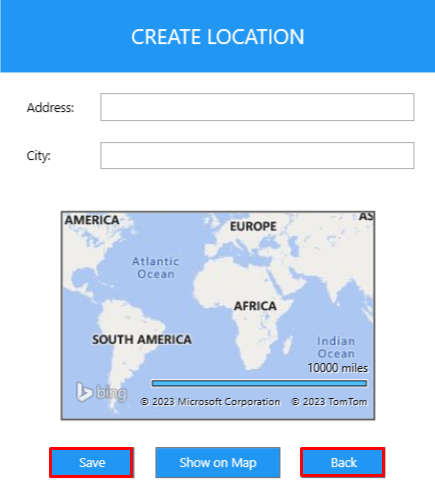 CREATE LOCATION
Address:
City:
AMERICA
AS
EUROPE
Atlantic
Ocean
AFRICA
SOUTH AMERICA
Indian
Ocean
10000 miles
bing
© 2023 Microsoft Corporation © 2023 TomTom
Save
Show on Map
Back